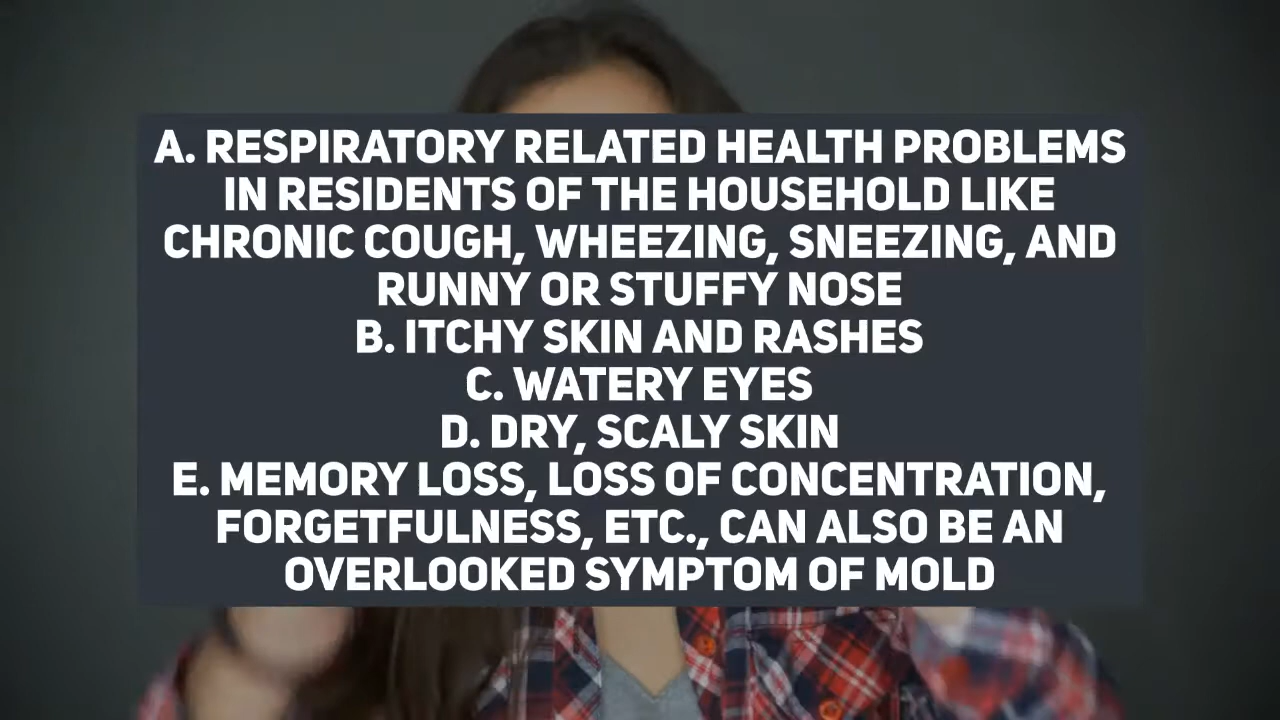 A. RESPIRATORY RELATED HEALTH PROBLEMS
IN RESIDENTS OF THE HOUSEHOLD LIKE
CHRONIC COUGH, WHEEZING, SNEEZING, AND
RUNNY OR STUFFY NOSE
B. ITCHY SKIN AND RASHES
C. WATERY EYES
D. DRY, SCALY SKIN
E. MEMORY LOSS, LOSS OF CONCENTRATION,
FORGETFULNESS, ETC., CAN ALSO BE AN
OVERLOOKED SYMPTOM OF MOLD